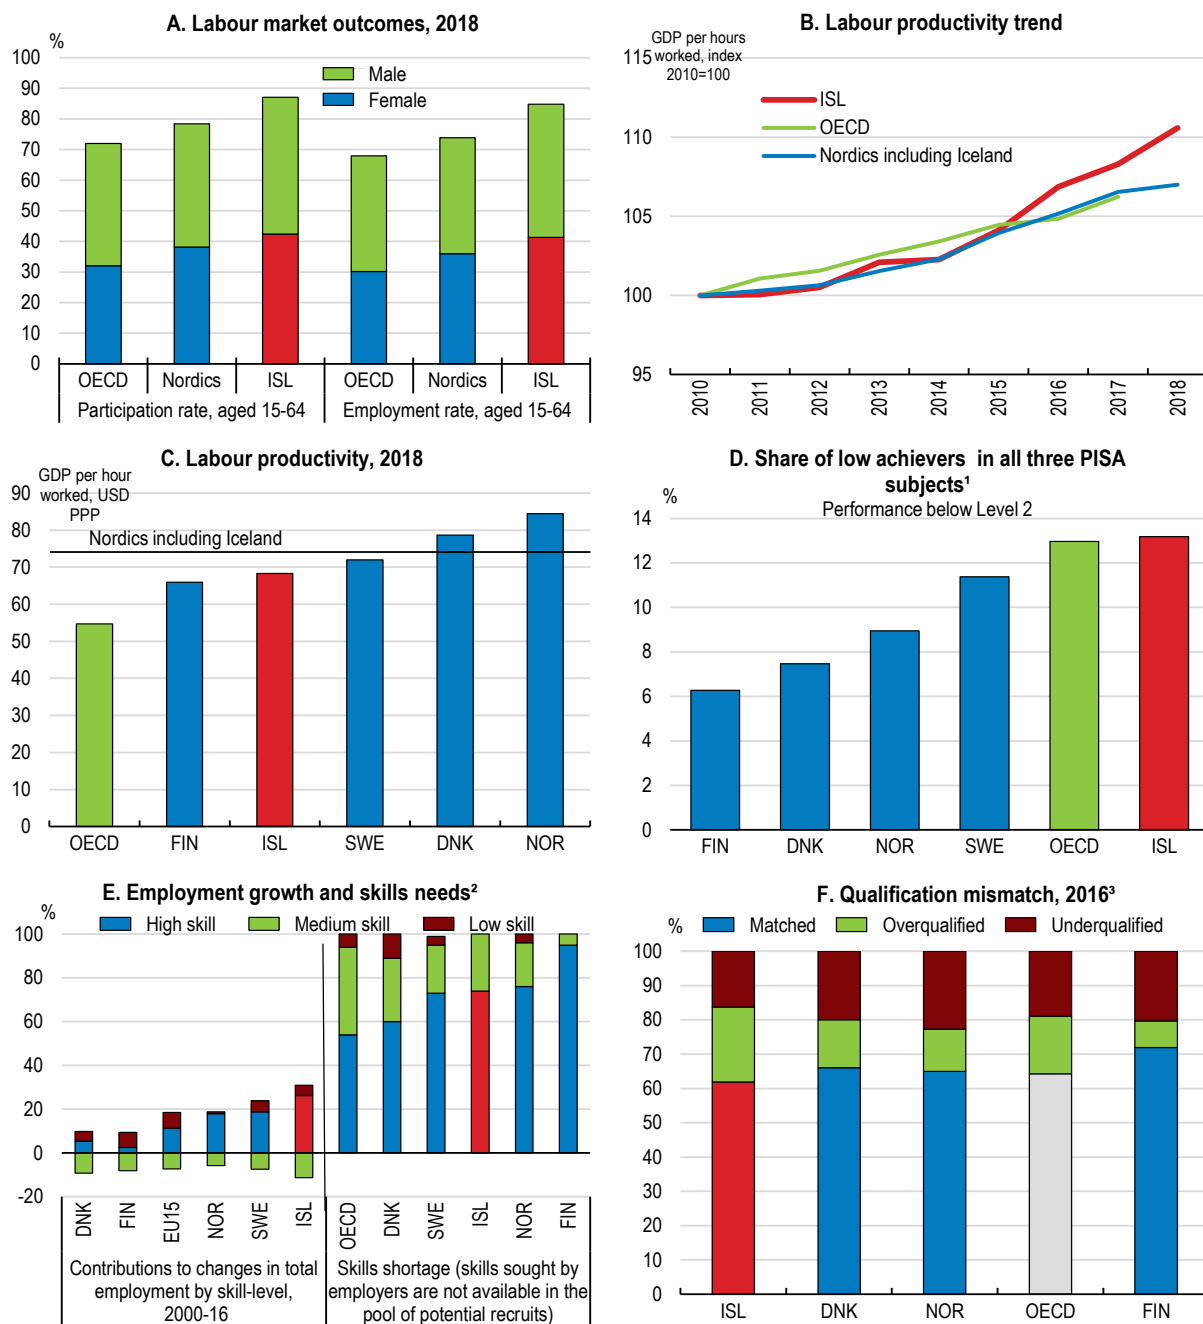 A. Labour market outcomes, 2018
%
100
90
80
70
60
50
40
30
20
10
0
Male
Female
OECD Nordics ISL OECD Nordics ISL
Participation rate, aged 15-64 Employment rate, aged 15-64
B. Labour productivity trend
GDP per hours
worked, index
2010=100
115
110
105
100
95
ISL
OECD
Nordics including Iceland
2010 2011 2012 2013 2014 2015 2016 2017 2018
C. Labour productivity, 2018
GDP per hour
worked, USD
PPP
90
80
70
60
50
40
30
20
10
0
Nordics including Iceland
OECD FIN ISL SWE DNK NOR
D. Share of low achievers in all three PISA
subjects¹
Performance below Level 2
%
14
12
10
8
6
4
2
0
FIN DNK NOR SWE OECD ISL
E. Employment growth and skills needs²
%
High skill Medium skill Low skill
100
80
60
40
20
0
-20
DNK FIN EU15 NOR SWE ISL OECD DNK SWE ISL NOR FIN
Contributions to changes in total
employment by skill-level,
2000-16
Skills shortage (skills sought by
employers are not available in the
pool of potential recruits)
F. Qualification mismatch, 2016³
%
Matched Overqualified Underqualified
100
90
80
70
60
50
40
30
20
10
0
ISL DNK NOR OECD FIN